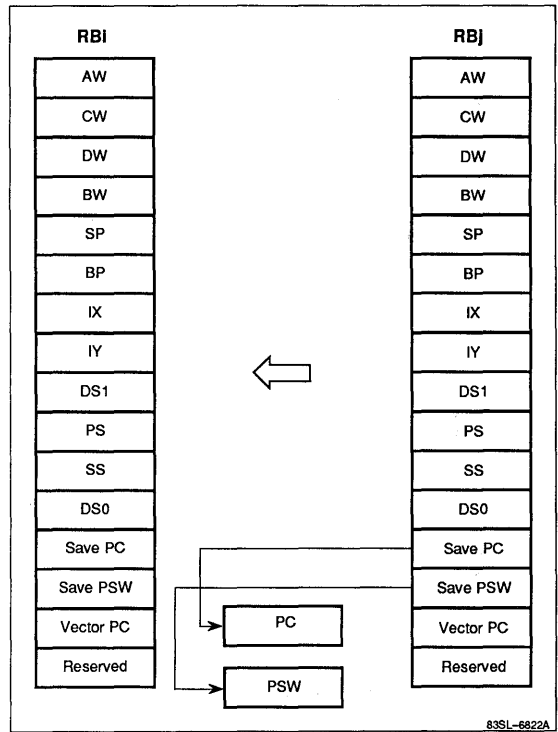 RBi RBj
AW AW
CW CW
DW DW
BW BW
SP SP
BP BP
IX IX
IY IY
DS1 DS1
PS PS
SS SS
DS0 DS0
Save PC Save PC
Save PSW Save PSW
PC
Vector PC Vector PC
Reserved Reserved
PSW
83SL-6822A